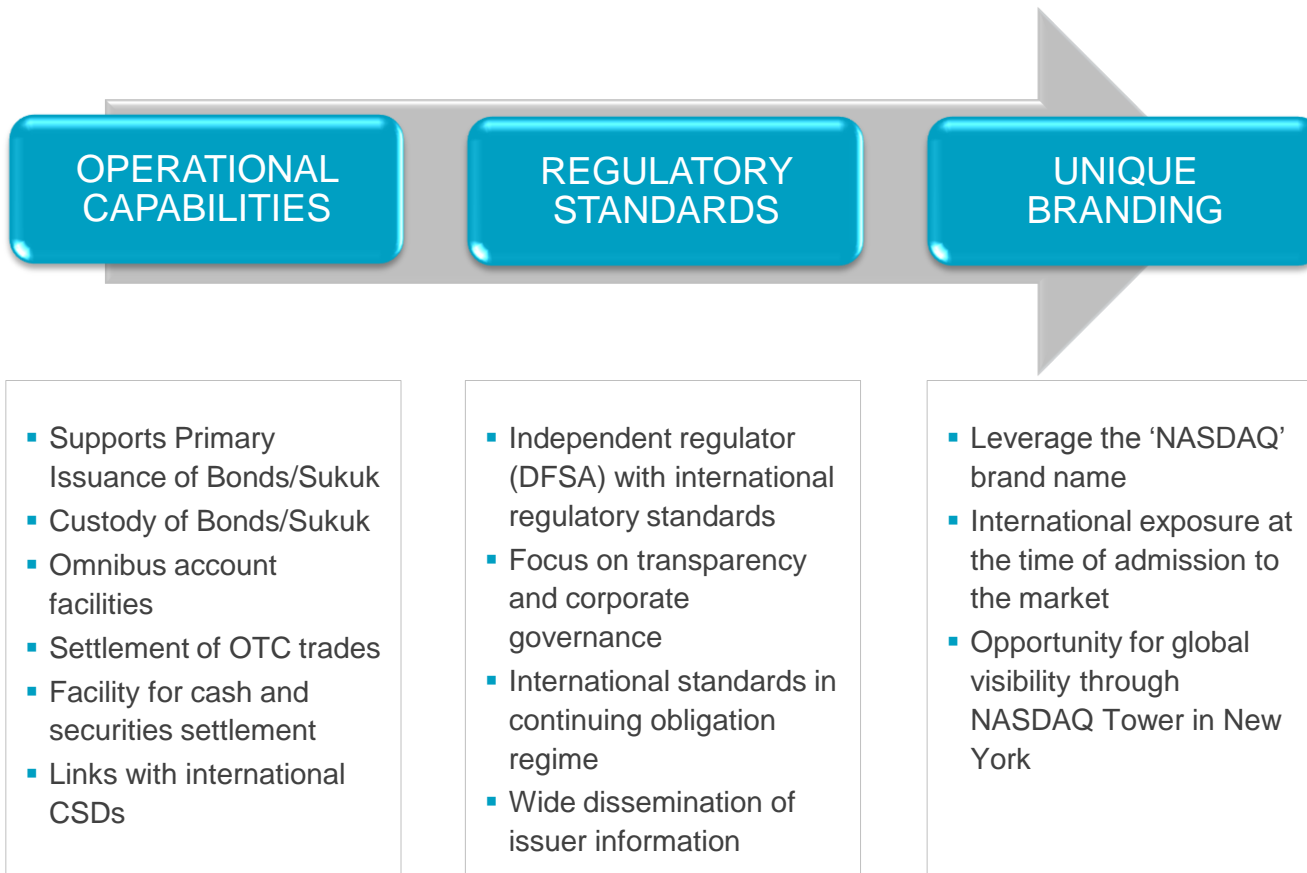 OPERATIONAL
CAPABILITIES
REGULATORY
STANDARDS
UNIQUE
BRANDING
▪ Supports Primary
Issuance of Bonds/Sukuk
▪ Custody of Bonds/Sukuk
▪ Omnibus account
facilities
▪ Settlement of OTC trades
▪ Facility for cash and
securities settlement
▪ Links with international
CSDs
▪ Independent regulator
(DFSA) with international
regulatory standards
▪ Focus on transparency
and corporate
governance
▪ International standards in
continuing obligation
regime
▪ Wide dissemination of
issuer information
▪ Leverage the ‘NASDAQ’
brand name
▪ International exposure at
the time of admission to
the market
▪ Opportunity for global
visibility through
NASDAQ Tower in New
York